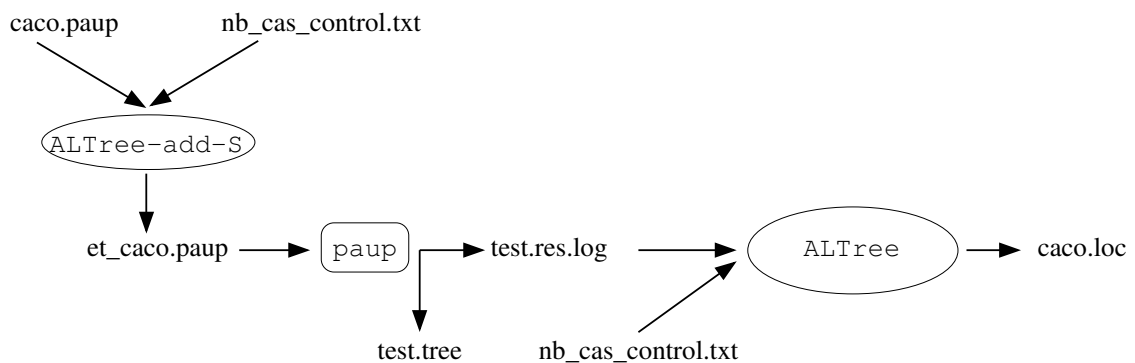 caco.paup
nb_cas_control.txt
ALTree-add-S
et_caco.paup
paup
test.res.log
ALTree
caco.loc
test.tree
nb_cas_control.txt